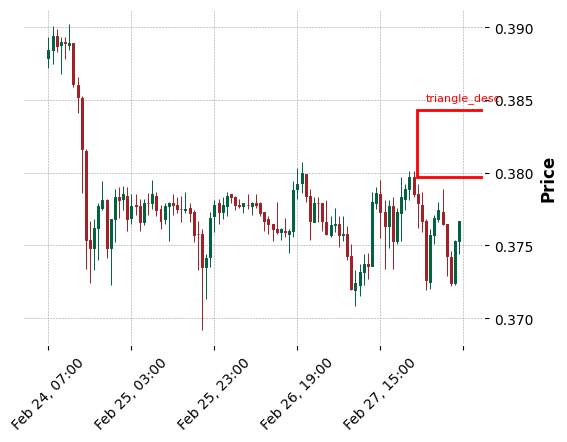 0.390
triangle_desc
0.385
0.380
Price
0.375
0.370
Feb 24, 07:00
Feb 25, 03:00
Feb 25, 23:00
Feb 26, 19:00
Feb 27, 15:00